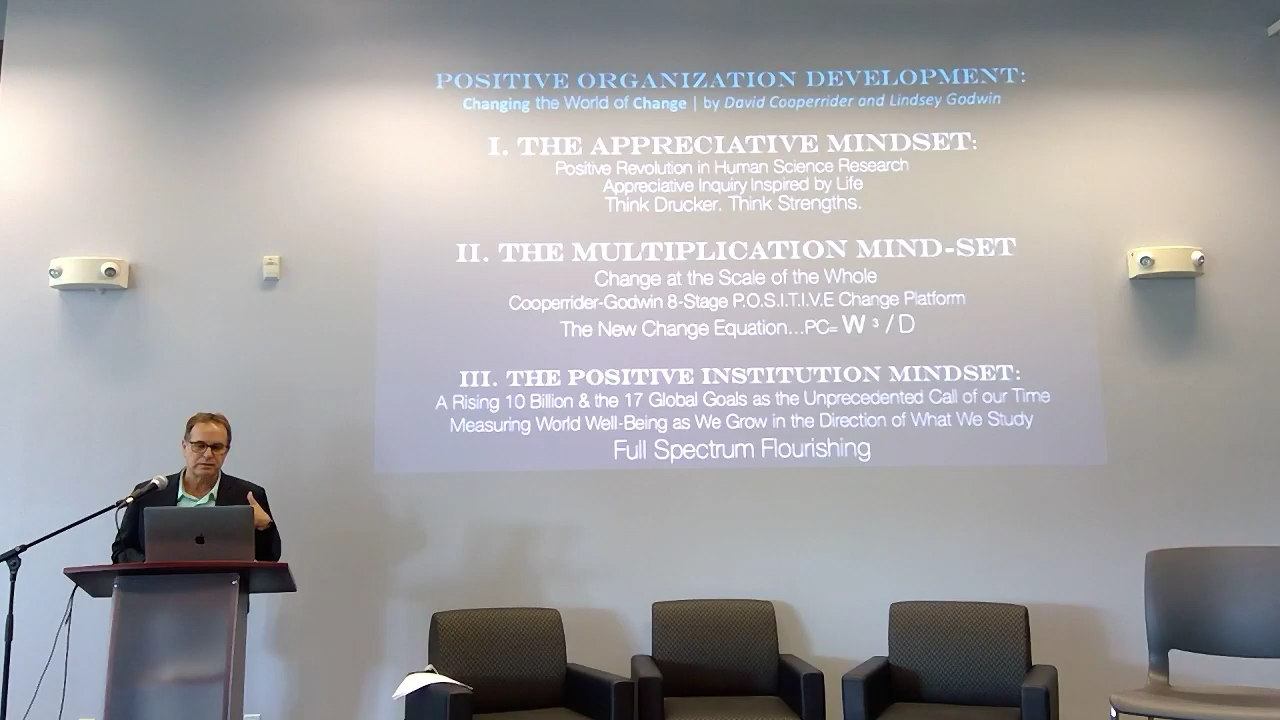 POSITIVE ORGANIZATION DEVELOPMENT:
Changing the World of Change | by David Cooperrider and Lindsey Godwin
I. THE APPRECIATIVE MINDSET:
Positive Revolution in Human Science Research
Appreciative Inquiry Inspired by Life
Think Drucker. Think Strengths.
II. THE MULTIPLICATION MIND-SET
Change at the Scale of the Whole
Cooperrider-Godwin 8-Stage P.O.S.I.T.I.V.E Change Platform
The New Change Equation...PC= W ³ / D
III. THE POSITIVE INSTITUTION MINDSET:
A Rising 10 Billion & the 17 Global Goals as the Unprecedented Call of our Time
Measuring World Well-Being as We Grow in the Direction of What We Study
Full Spectrum Flourishing